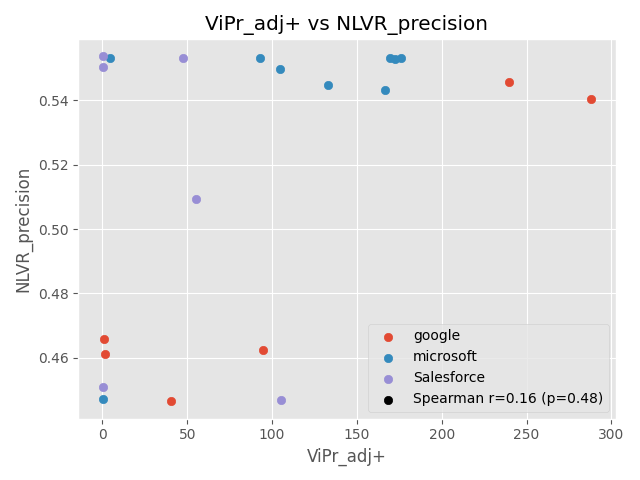 ViPr_adj+ vs NLVR_precision
NLVR_precision
0.54
0.52
0.50
0.48
0.46
0
50
100
150
200
250
300
ViPr_adj+
google
microsoft
Salesforce
Spearman r=0.16 (p=0.48)